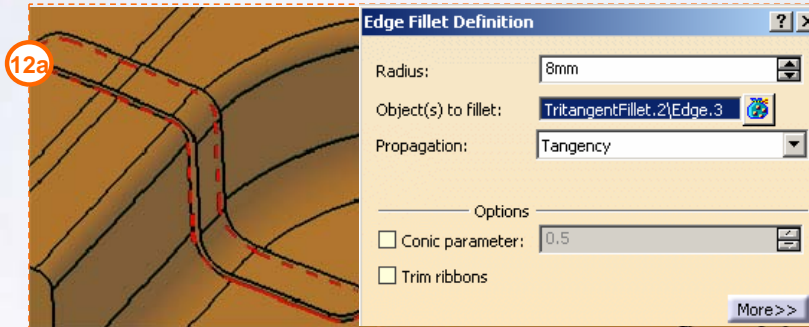 12a
Edge Fillet Definition
Radius: 8mm
Object(s) to fillet: TritangentFillet.2\Edge.3
Propagation: Tangency
Options
Conic parameter: 0.5
Trim ribbons
More>>